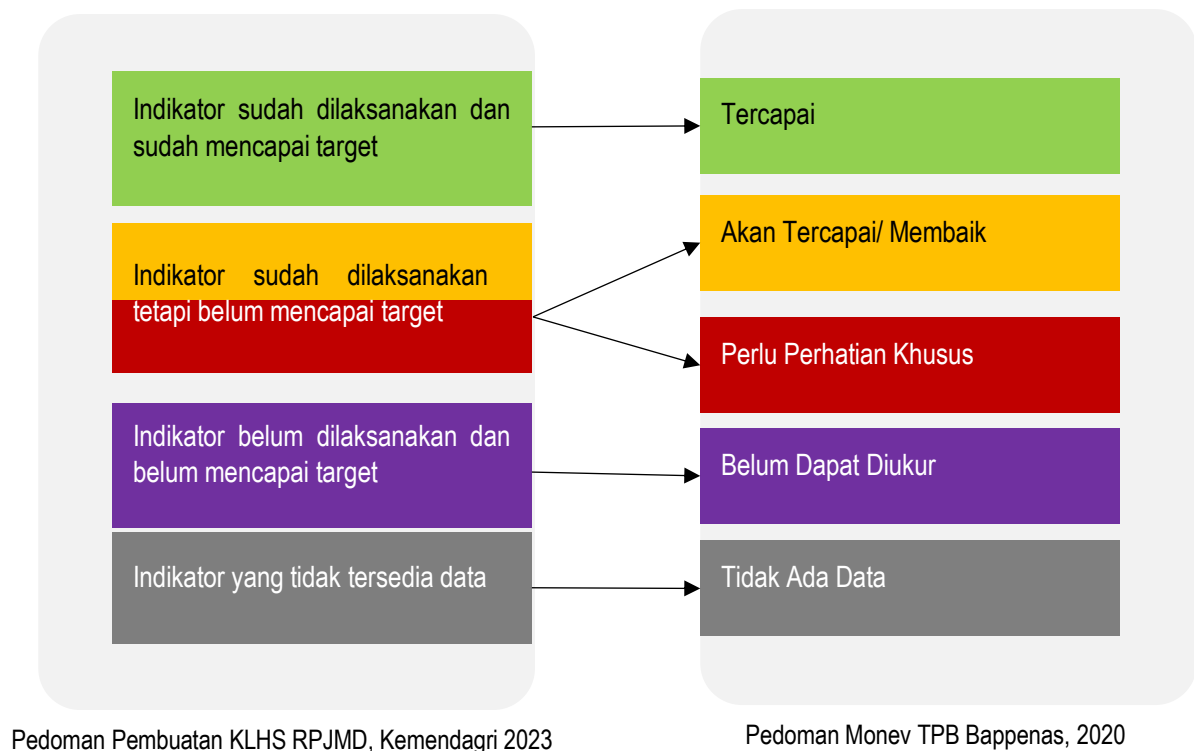 Indikator sudah dilaksanakan dan
sudah mencapai target
Indikator sudah dilaksanakan
tetapi belum mencapai target
Indikator belum dilaksanakan dan
belum mencapai target
Indikator yang tidak tersedia data
Pedoman Pembuatan KLHS RPJMD, Kemendagri 2023
Tercapai
Akan Tercapai/ Membaik
Perlu Perhatian Khusus
Belum Dapat Diukur
Tidak Ada Data
Pedoman Monev TPB Bappenas, 2020